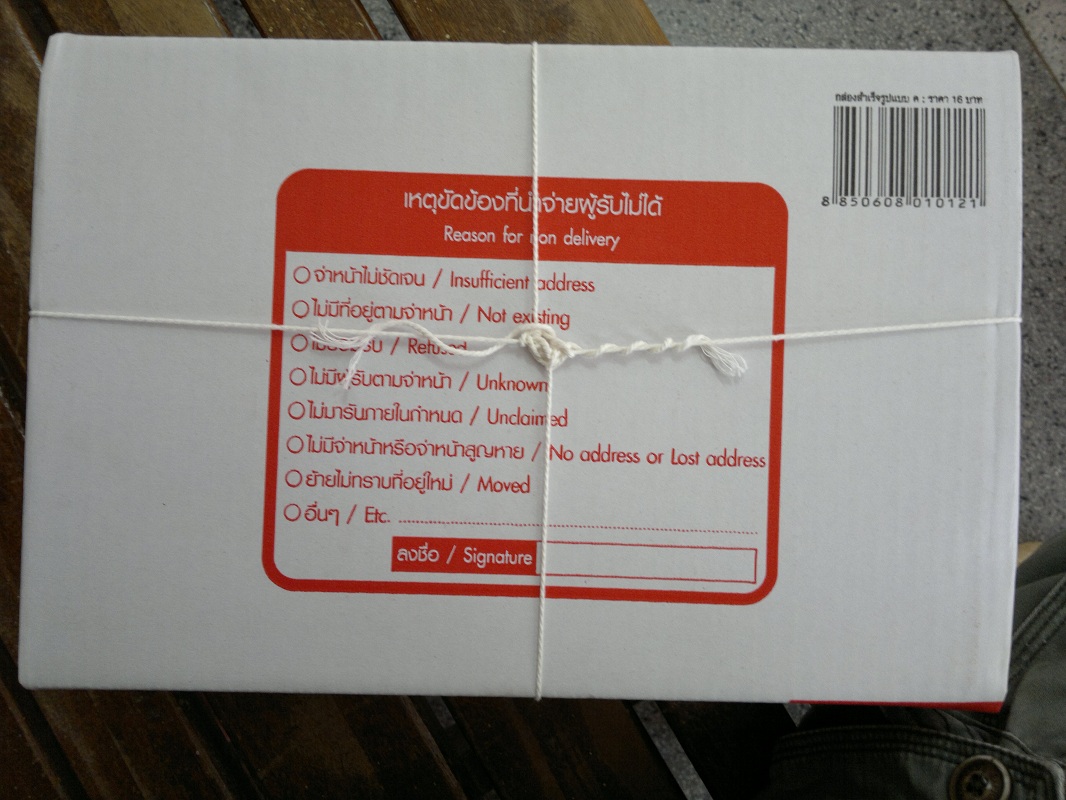 กล่องสำเร็จรูปแบบ ค : ราคา 16 บาท
8 850608 010121
เหตุขัดข้องที่นำจ่ายผู้รับไม่ได้
Reason for non delivery
จ่าหน้าไม่ชัดเจน / Insufficient address
ไม่มีที่อยู่ตามจ่าหน้า / Not existing
ไม่ยอมรับ / Refused
ไม่มีผู้รับตามจ่าหน้า / Unknown
ไม่มารับภายในกำหนด / Unclaimed
ไม่มีจ่าหน้าหรือจ่าหน้าสูญหาย / No address or Lost address
ย้ายไม่ทราบที่อยู่ใหม่ / Moved
อื่นๆ / Etc.
ลงชื่อ / Signature